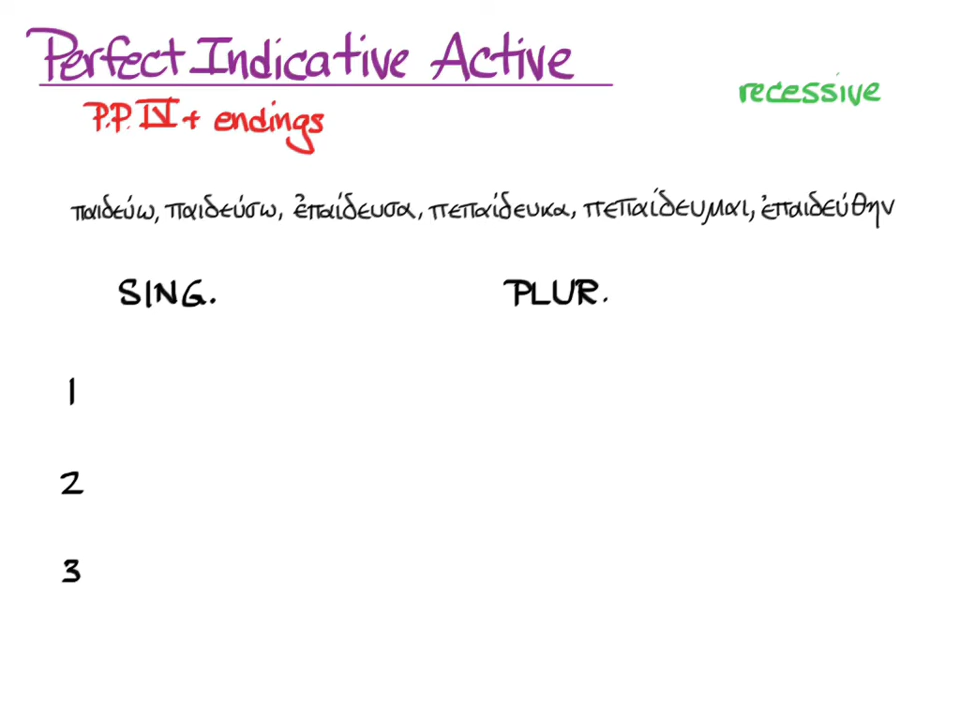 Perfect Indicative Active
recessive
P.P. IV + endings
παιδεύω, παιδεύσω, ἐπαίδευσα, πεπαίδευκα, πεπαίδευμαι, ἐπαιδεύθην
SING. PLUR.
1
2
3